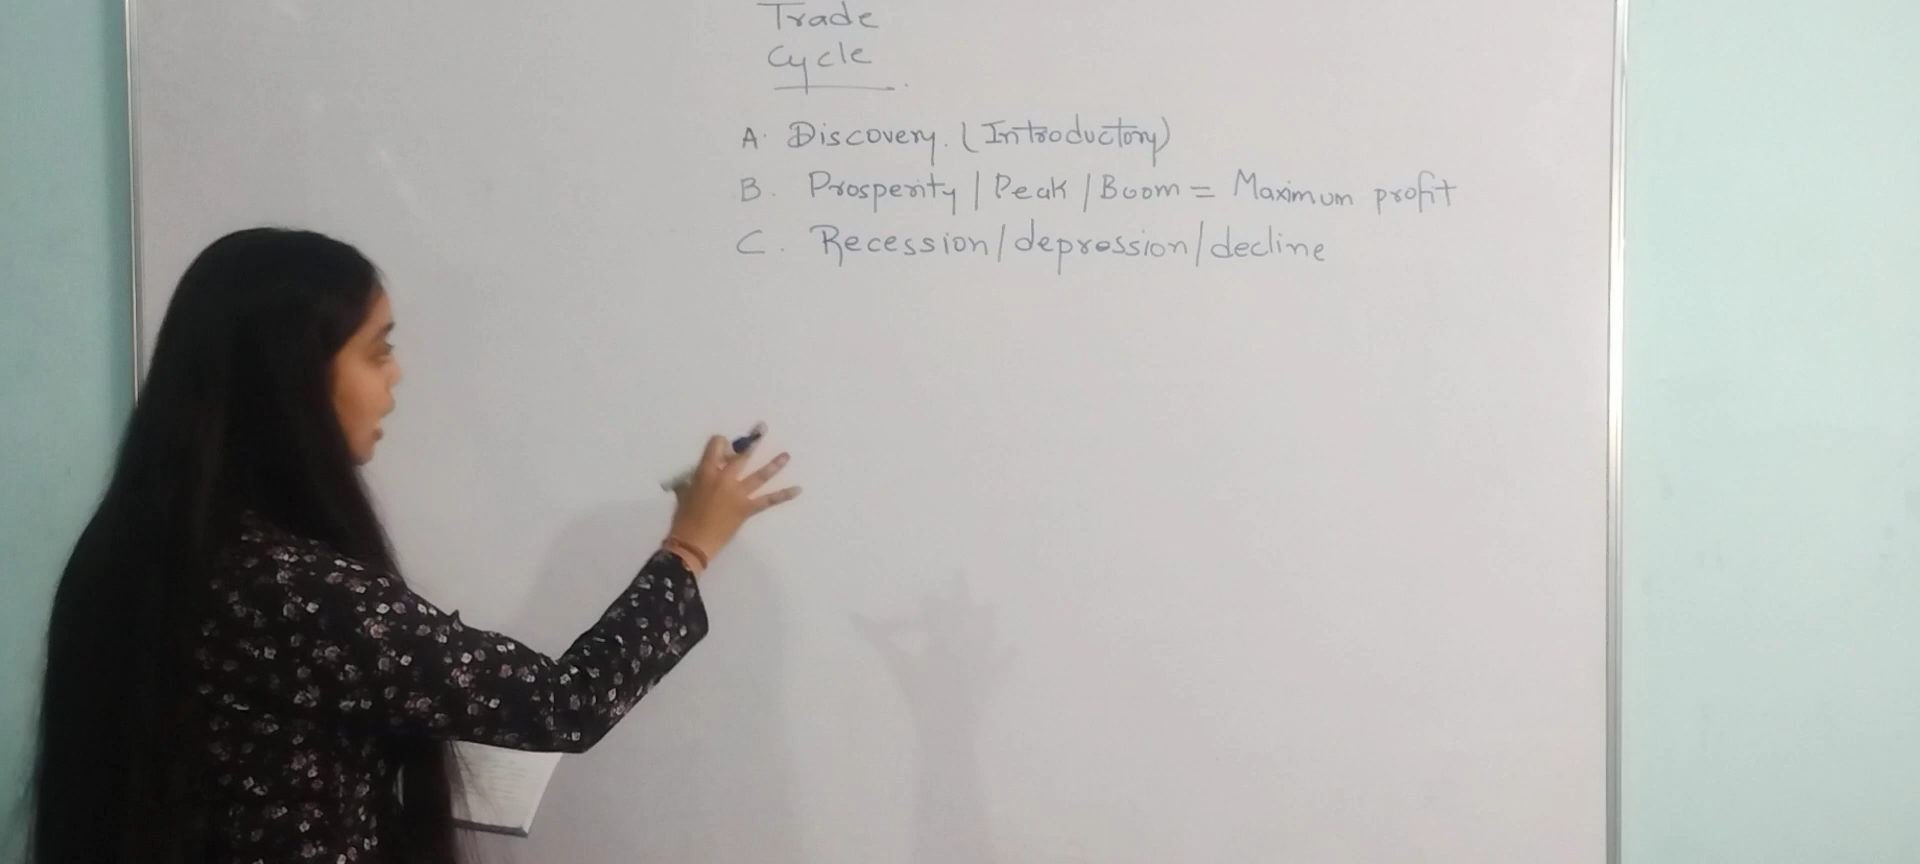 Trade
Cycle
A. Discovery. (Introductory)
B. Prosperity / Peak / Boom = Maximum profit
C. Recession/depression/decline